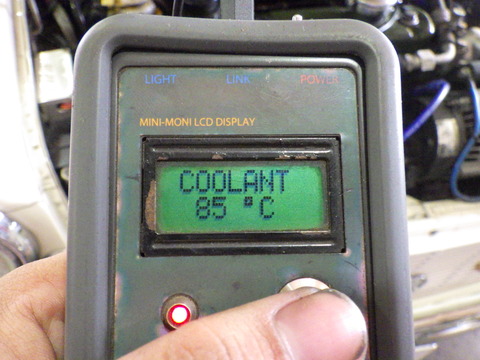 LIGHT LINK POWER
MINI-MONI LCD DISPLAY
COOLANT
85 °C